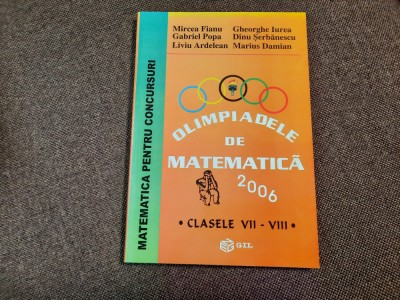 Mircea Fianu Gheorghe Iurea
Gabriel Popa Dinu Șerbănescu
Liviu Ardelean Marius Damian
MATEMATICA PENTRU CONCURSURI
OLIMPIADELE
DE
MATEMATICĂ
2006
• CLASELE VII - VIII •
GIL